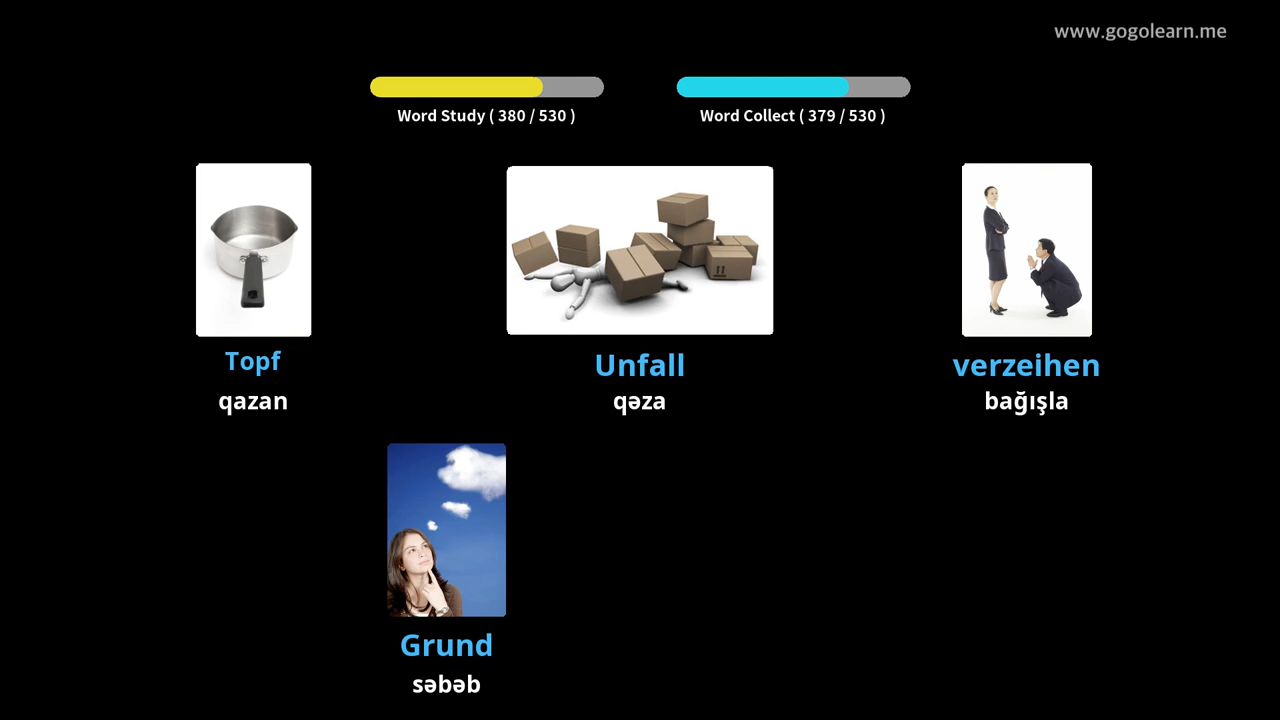 www.gogolearn.me
Word Study ( 380 / 530 )
Word Collect ( 379 / 530 )
Topf
qazan
Unfall
qəza
verzeihen
bağışla
Grund
səbəb